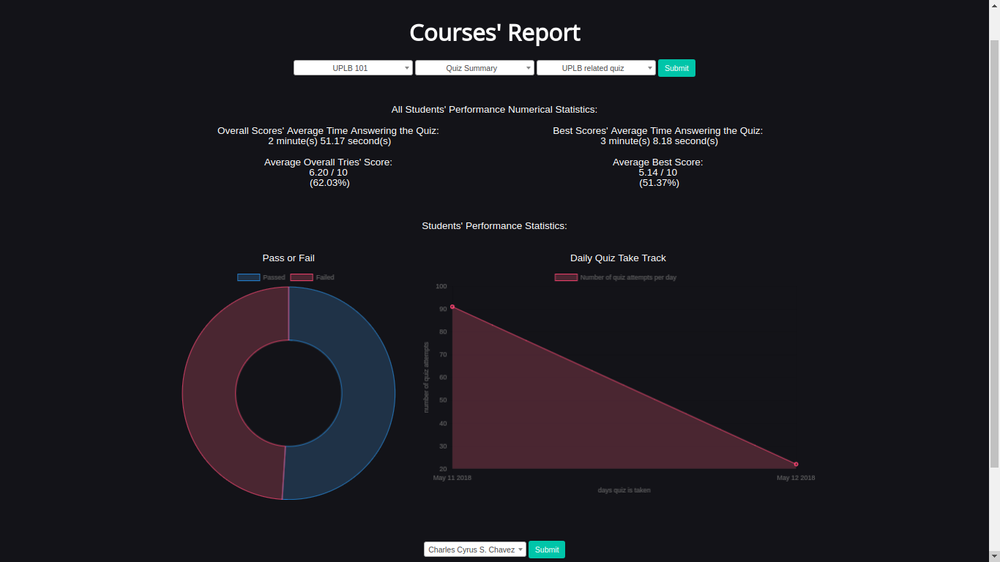 Courses' Report
UPLB 101
Quiz Summary
UPLB related quiz
Submit
All Students' Performance Numerical Statistics:
Overall Scores' Average Time Answering the Quiz:
2 minute(s) 51.17 second(s)
Best Scores' Average Time Answering the Quiz:
3 minute(s) 8.18 second(s)
Average Overall Tries' Score:
6.20 / 10
(62.03%)
Average Best Score:
5.14 / 10
(51.37%)
Students' Performance Statistics:
Pass or Fail
Passed
Failed
Daily Quiz Take Track
Number of quiz attempts per day
number of quiz attempts
100
90
80
70
60
50
40
30
20
May 11 2018
May 12 2018
days quiz is taken
Charles Cyrus S. Chavez
Submit